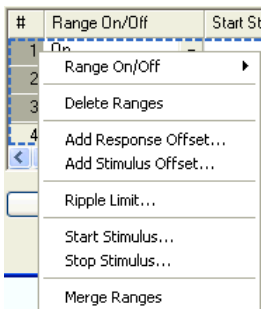 # Range On/Off Start St
1 On
Range On/Off
2
Delete Ranges
3
4
Add Response Offset...
Add Stimulus Offset...
Ripple Limit...
Start Stimulus...
Stop Stimulus...
Merge Ranges